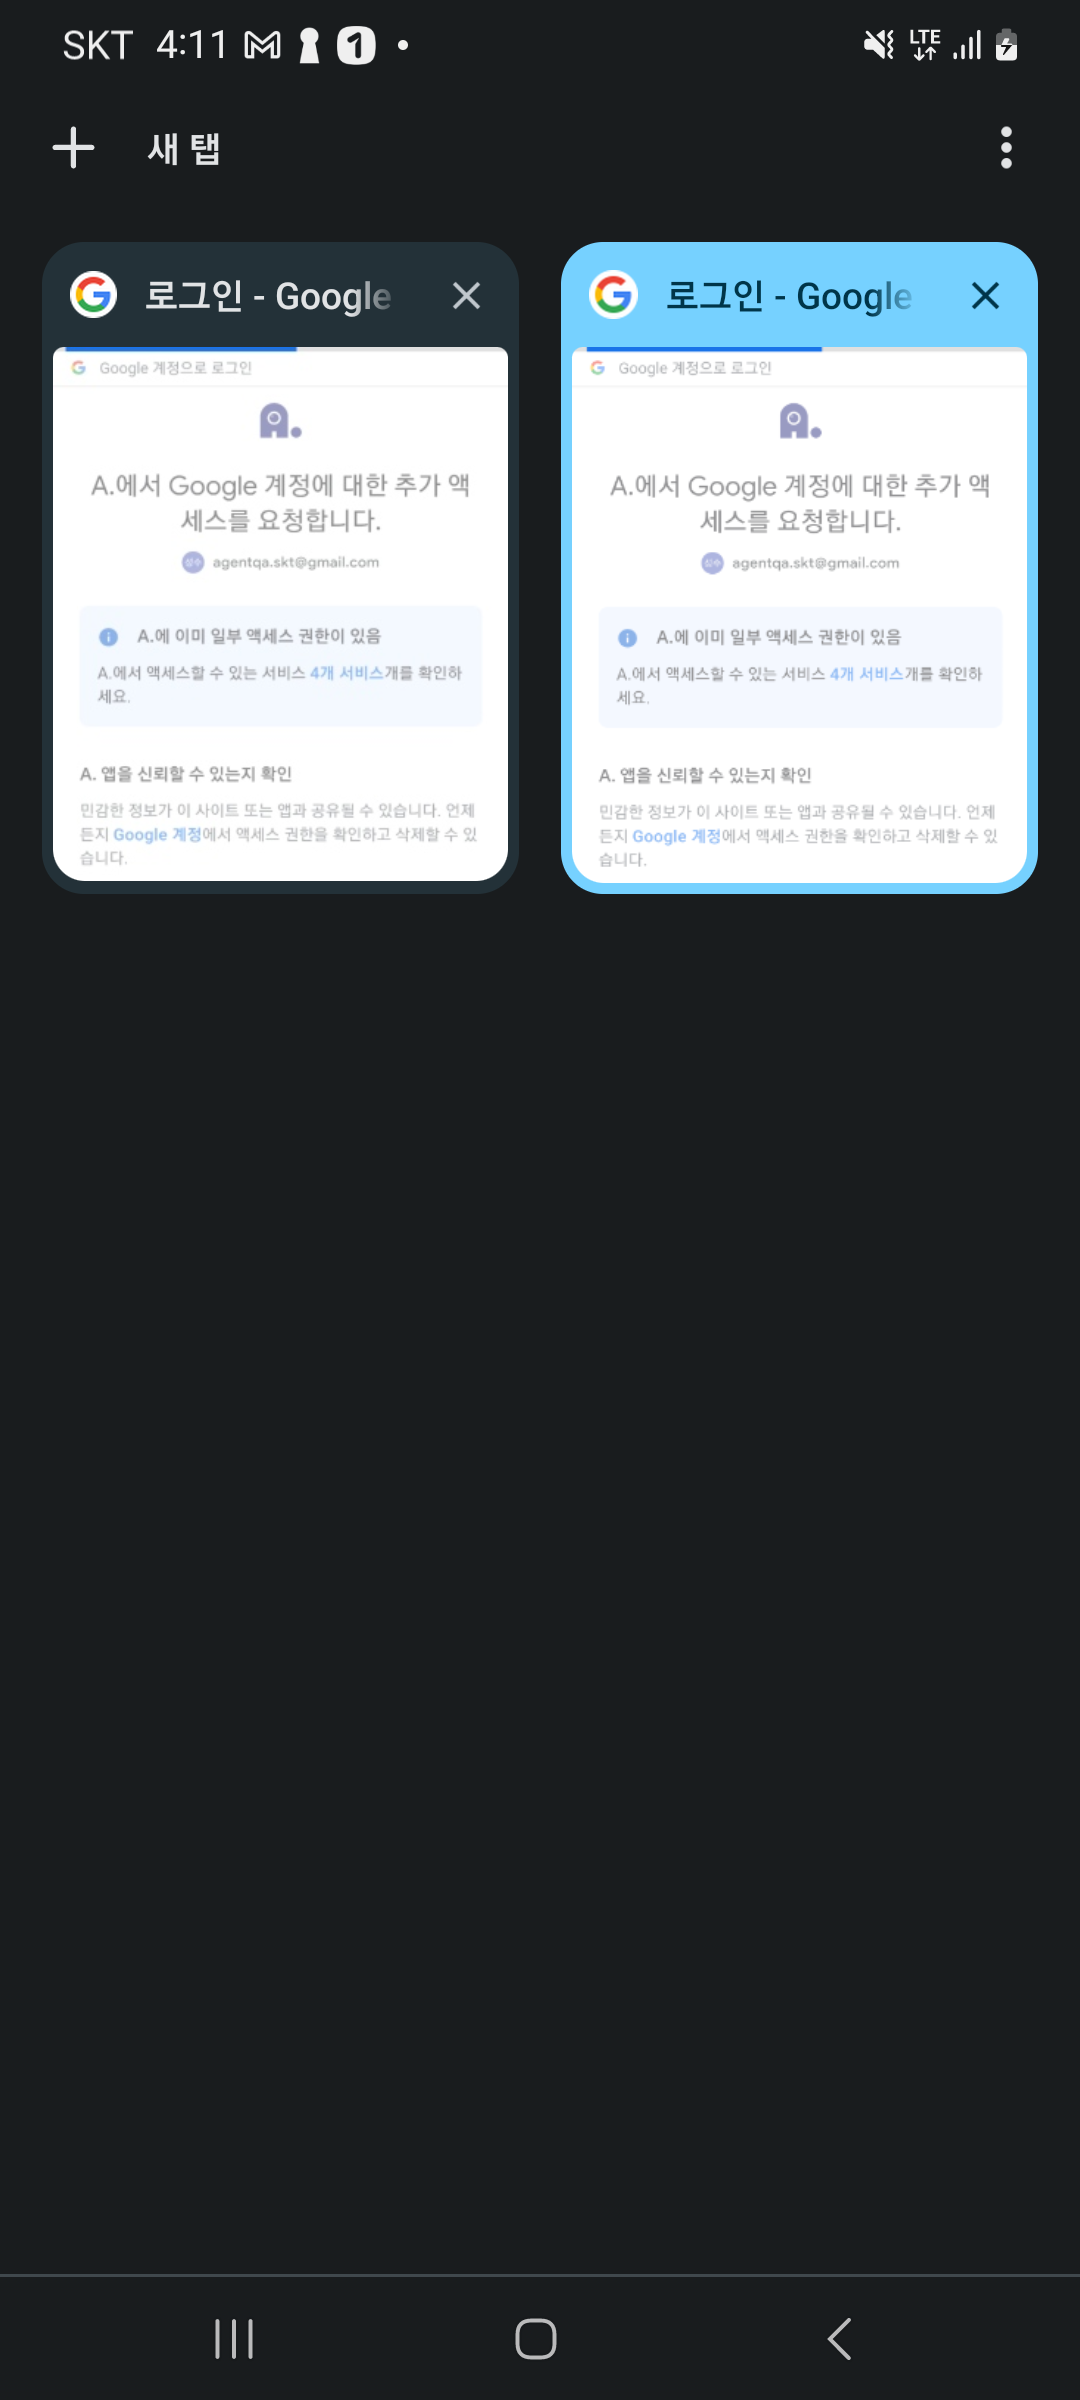 SKT 4:11
LTE
새 탭
로그인 - Google
Google 계정으로 로그인
A.
A.에서 Google 계정에 대한 추가 액
세스를 요청합니다.
agentqa.skt@gmail.com
A.에 이미 일부 액세스 권한이 있음
A.에서 액세스할 수 있는 서비스 4개 서비스개를 확인하
세요.
A. 앱을 신뢰할 수 있는지 확인
민감한 정보가 이 사이트 또는 앱과 공유될 수 있습니다. 언제
든지 Google 계정에서 액세스 권한을 확인하고 삭제할 수 있
습니다.
로그인 - Google
Google 계정으로 로그인
A.
A.에서 Google 계정에 대한 추가 액
세스를 요청합니다.
agentqa.skt@gmail.com
A.에 이미 일부 액세스 권한이 있음
A.에서 액세스할 수 있는 서비스 4개 서비스개를 확인하
세요.
A. 앱을 신뢰할 수 있는지 확인
민감한 정보가 이 사이트 또는 앱과 공유될 수 있습니다. 언제
든지 Google 계정에서 액세스 권한을 확인하고 삭제할 수 있
습니다.